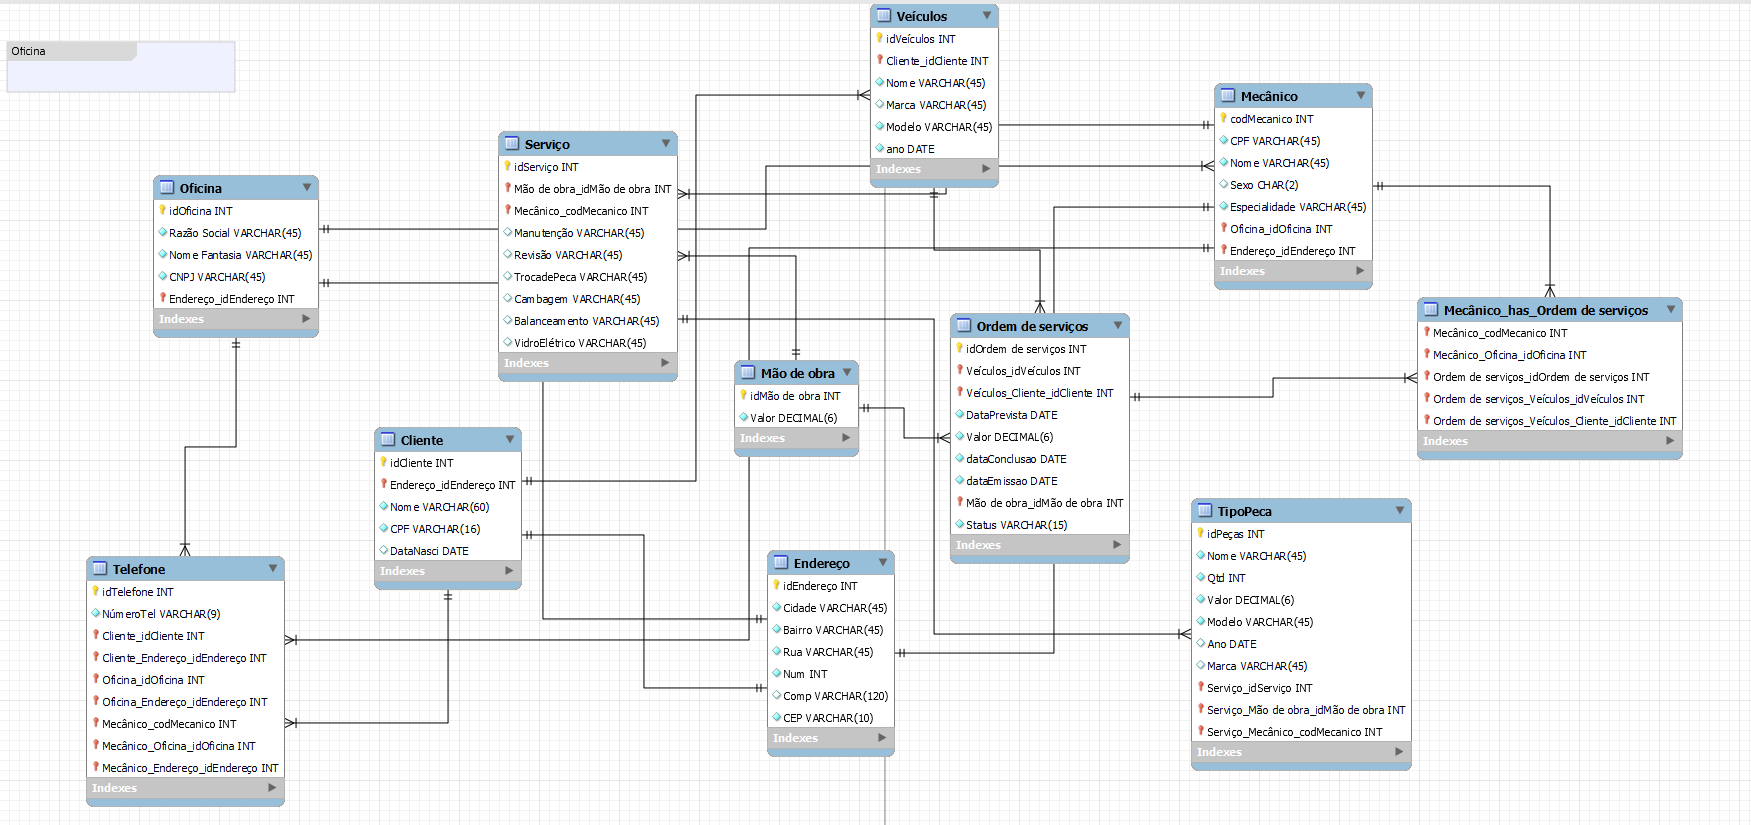 Oficina
Veículos
idVeículos INT
Cliente_idCliente INT
Nome VARCHAR(45)
Marca VARCHAR(45)
Modelo VARCHAR(45)
ano DATE
Indexes
Mecânico
codMecanico INT
CPF VARCHAR(45)
Nome VARCHAR(45)
Sexo CHAR(2)
Especialidade VARCHAR(45)
Oficina_idOficina INT
Endereço_idEndereço INT
Indexes
Serviço
idServiço INT
Mão de obra_idMão de obra INT
Mecânico_codMecanico INT
Manutenção VARCHAR(45)
Revisão VARCHAR(45)
TrocadePeca VARCHAR(45)
Cambagem VARCHAR(45)
Balanceamento VARCHAR(45)
VidroElétrico VARCHAR(45)
Indexes
Oficina
idOficina INT
Razão Social VARCHAR(45)
Nome Fantasia VARCHAR(45)
CNPJ VARCHAR(45)
Endereço_idEndereço INT
Indexes
Mecânico_has_Ordem de serviços
Mecânico_codMecanico INT
Mecânico_Oficina_idOficina INT
Ordem de serviços_idOrdem de serviços INT
Ordem de serviços_Veículos_idVeículos INT
Ordem de serviços_Veículos_Cliente_idCliente INT
Indexes
Ordem de serviços
idOrdem de serviços INT
Veículos_idVeículos INT
Veículos_Cliente_idCliente INT
DataPrevista DATE
Valor DECIMAL(6)
dataConclusao DATE
dataEmissao DATE
Mão de obra_idMão de obra INT
Status VARCHAR(15)
Indexes
Mão de obra
idMão de obra INT
Valor DECIMAL(6)
Indexes
Cliente
idCliente INT
Endereço_idEndereço INT
Nome VARCHAR(60)
CPF VARCHAR(16)
DataNasci DATE
Indexes
TipoPeca
idPeças INT
Nome VARCHAR(45)
Qtd INT
Valor DECIMAL(6)
Modelo VARCHAR(45)
Ano DATE
Marca VARCHAR(45)
Serviço_idServiço INT
Serviço_Mão de obra_idMão de obra INT
Serviço_Mecânico_codMecanico INT
Indexes
Endereço
idEndereço INT
Cidade VARCHAR(45)
Bairro VARCHAR(45)
Rua VARCHAR(45)
Num INT
Comp VARCHAR(120)
CEP VARCHAR(10)
Indexes
Telefone
idTelefone INT
NúmeroTel VARCHAR(9)
Cliente_idCliente INT
Cliente_Endereço_idEndereço INT
Oficina_idOficina INT
Oficina_Endereço_idEndereço INT
Mecânico_codMecanico INT
Mecânico_Oficina_idOficina INT
Mecânico_Endereço_idEndereço INT
Indexes